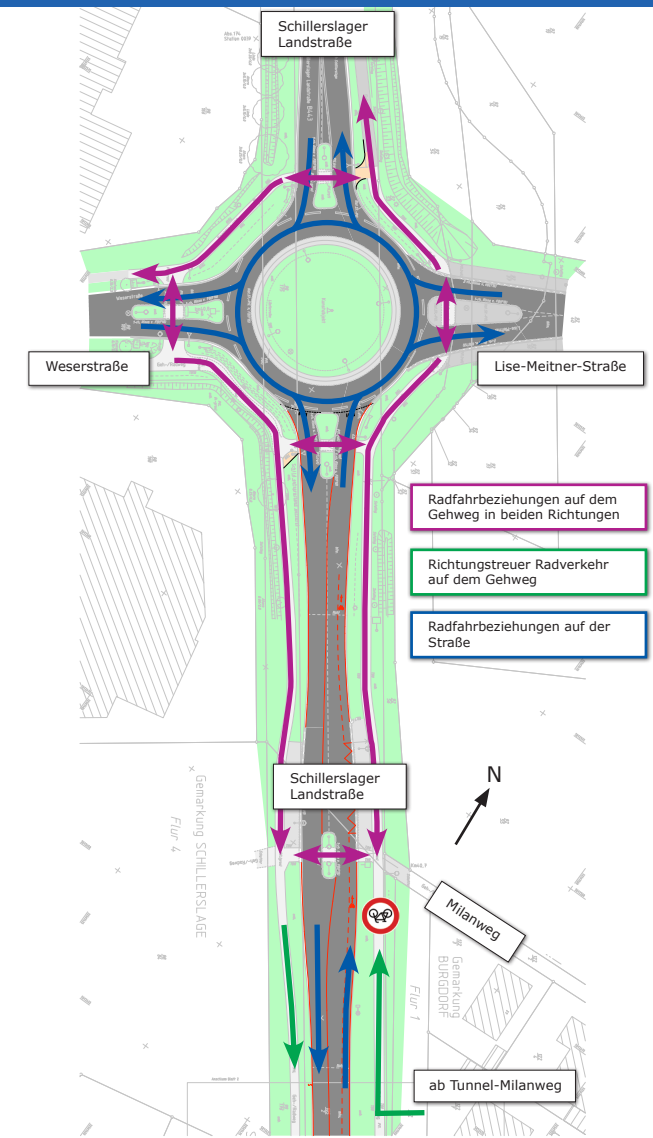 Schillerslager
Landstraße
Weserstraße
Lise-Meitner-Straße
Radfahrbeziehungen auf dem
Gehweg in beiden Richtungen
Richtungstreuer Radverkehr
auf dem Gehweg
Radfahrbeziehungen auf der
Straße
Schillerslager
Landstraße
N
Gemarkung SCHILLERSLAGE
Flur 4
Milanweg
Gemarkung
BURGDORF
Flur 1
ab Tunnel-Milanweg